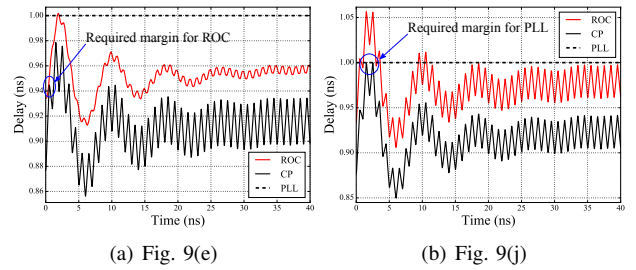 1.00
0.98
0.96
0.94
0.92
0.90
0.88
0.86
Delay (ns)
Required margin for ROC
ROC
CP
PLL
0 5 10 15 20 25 30 35 40
Time (ns)
(a) Fig. 9(e)
1.05
1.00
0.95
0.90
0.85
Delay (ns)
Required margin for PLL
ROC
CP
PLL
0 5 10 15 20 25 30 35 40
Time (ns)
(b) Fig. 9(j)